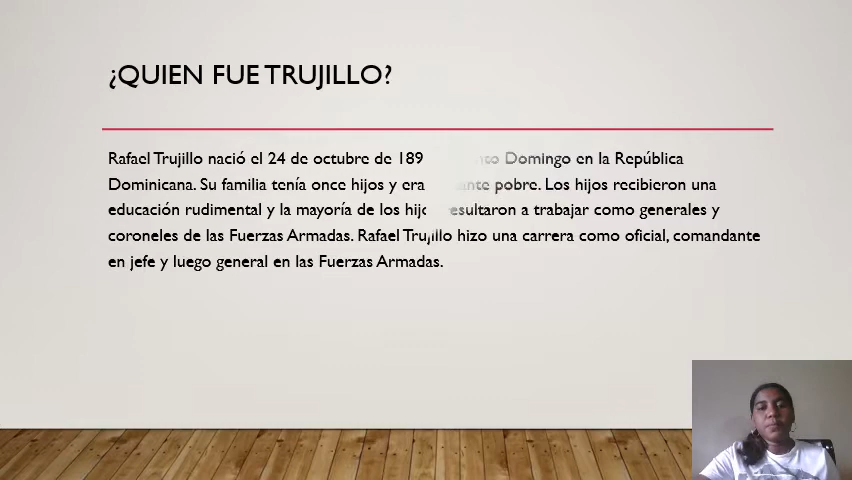 ¿QUIEN FUE TRUJILLO?
Rafael Trujillo nació el 24 de octubre de Domingo en la República
Dominicana. Su familia tenía once hijos y era pobre. Los hijos recibieron una
educación rudimental y la mayoría de los resultaron a trabajar como generales y
coroneles de las Fuerzas Armadas. Rafael Trujillo hizo una carrera como oficial, comandante
en jefe y luego general en las Fuerzas Armadas.